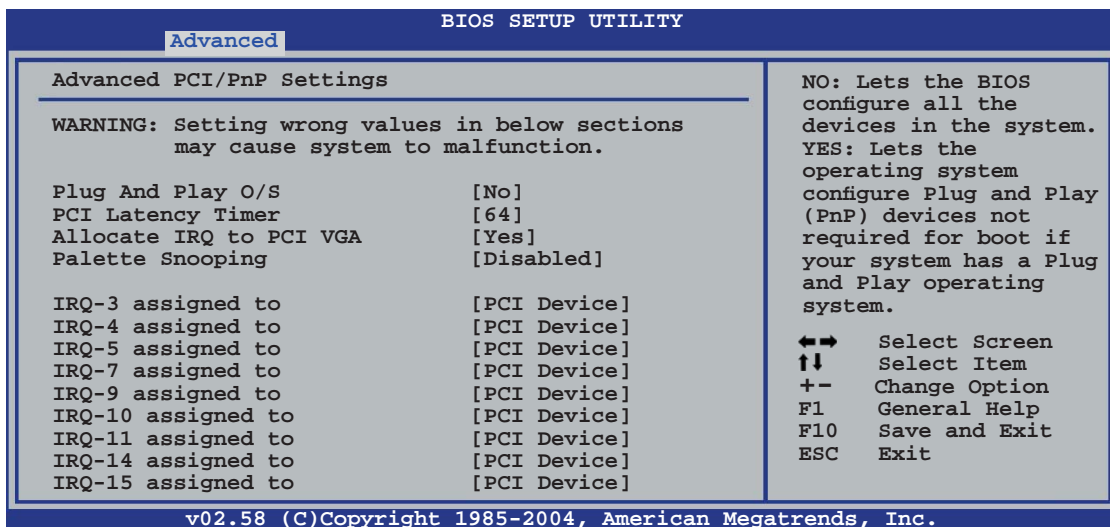 BIOS SETUP UTILITY
Advanced
Advanced PCI/PnP Settings
WARNING: Setting wrong values in below sections
may cause system to malfunction.
Plug And Play O/S [No]
PCI Latency Timer [64]
Allocate IRQ to PCI VGA [Yes]
Palette Snooping [Disabled]
IRQ-3 assigned to [PCI Device]
IRQ-4 assigned to [PCI Device]
IRQ-5 assigned to [PCI Device]
IRQ-7 assigned to [PCI Device]
IRQ-9 assigned to [PCI Device]
IRQ-10 assigned to [PCI Device]
IRQ-11 assigned to [PCI Device]
IRQ-14 assigned to [PCI Device]
IRQ-15 assigned to [PCI Device]
NO: Lets the BIOS
configure all the
devices in the system.
YES: Lets the
operating system
configure Plug and Play
(PnP) devices not
required for boot if
your system has a Plug
and Play operating
system.
←→ Select Screen
↑↓ Select Item
+- Change Option
F1 General Help
F10 Save and Exit
ESC Exit
v02.58 (C)Copyright 1985-2004, American Megatrends, Inc.